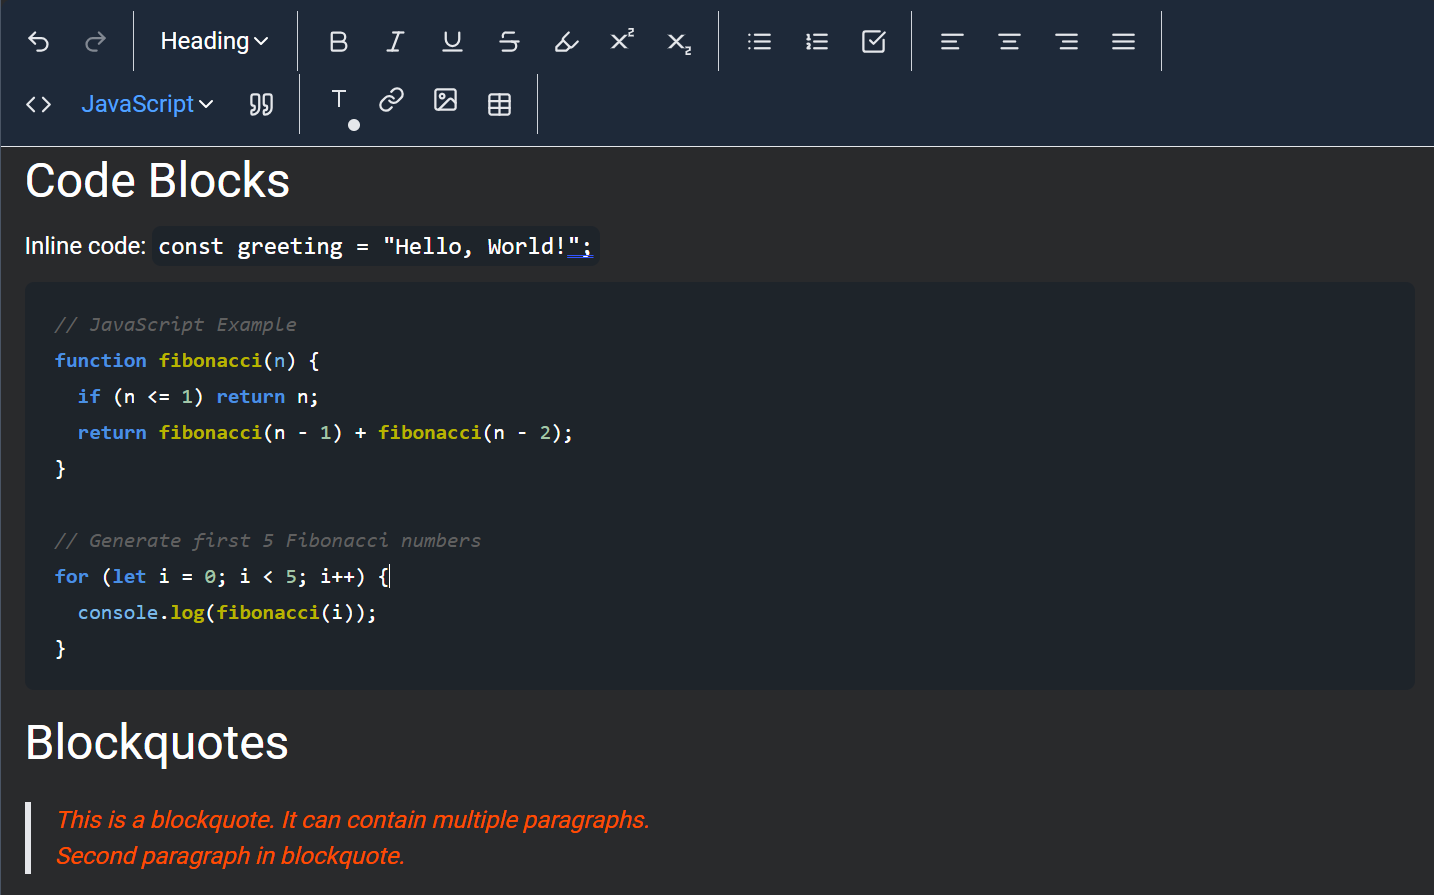 Heading
JavaScript
Code Blocks
Inline code: const greeting = "Hello, World!";
// JavaScript Example
function fibonacci(n) {
  if (n <= 1) return n;
  return fibonacci(n - 1) + fibonacci(n - 2);
}
// Generate first 5 Fibonacci numbers
for (let i = 0; i < 5; i++) {
  console.log(fibonacci(i));
}
Blockquotes
This is a blockquote. It can contain multiple paragraphs.
Second paragraph in blockquote.